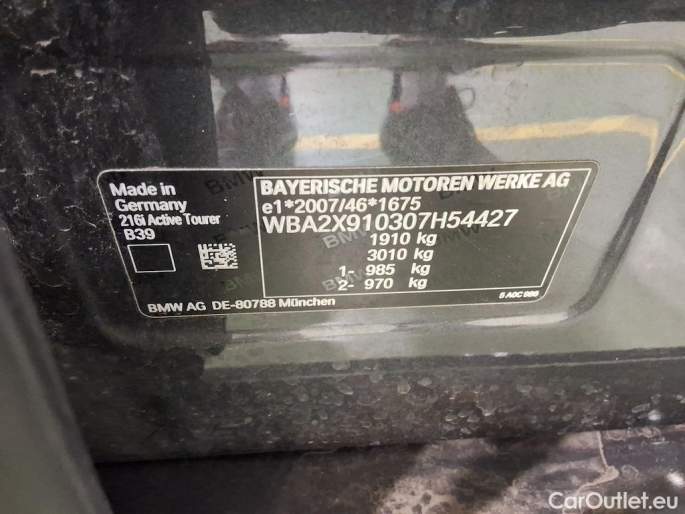 Made in
Germany
216i Active Tourer
B39
BAYERISCHE MOTOREN WERKE AG
e1*2007/46*1675
WBA2X910307H54427
1910 kg
3010 kg
1- 985 kg
2- 970 kg
BMW AG DE-80788 München
CarOutlet.eu